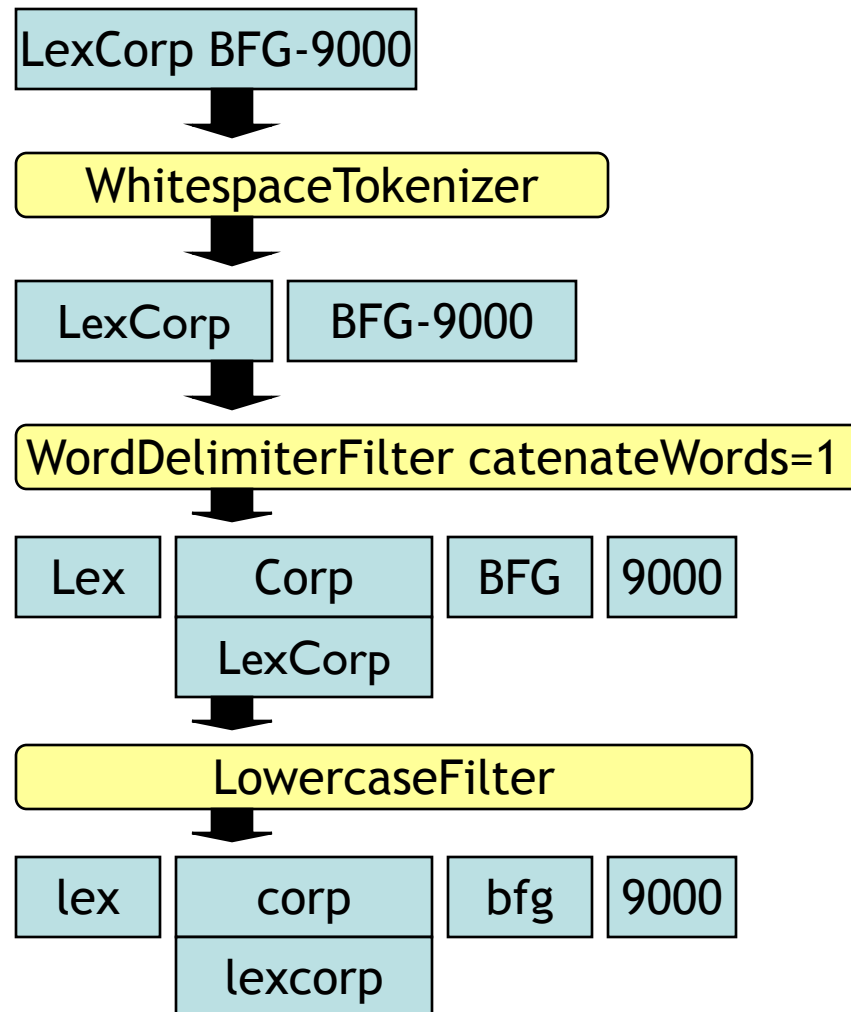 LexCorp BFG-9000
WhitespaceTokenizer
LexCorp BFG-9000
WordDelimiterFilter catenateWords=1
Lex Corp BFG 9000
LexCorp
LowercaseFilter
lex corp bfg 9000
lexcorp